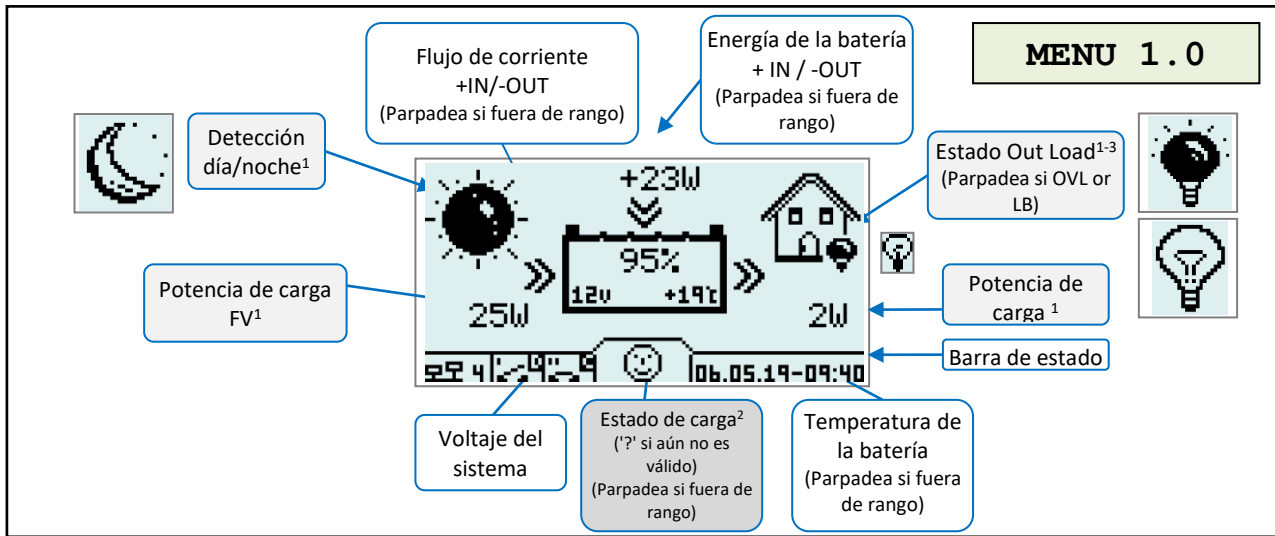 Flujo de corriente
+IN/-OUT
(Parpadea si fuera de rango)
Energía de la batería
+ IN / -OUT
(Parpadea si fuera de
rango)
MENU 1.0
Detección
día/noche1
Estado Out Load1-3
(Parpadea si OVL or
LB)
+23W
95%
12v +19℃
25W
2W
Potencia de carga
FV1
Potencia de
carga 1
Barra de estado
4
06.05.19-09:40
Voltaje del
sistema
Estado de carga2
('?' si aún no es
válido)
(Parpadea si fuera de
rango)
Temperatura de
la batería
(Parpadea si fuera
de rango)